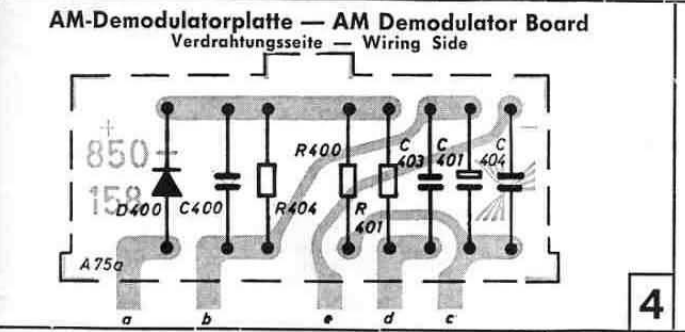 AM-Demodulatorplatte — AM Demodulator Board
Verdrahtungsseite — Wiring Side
+
850
158
D400
C400
R404
R400
R
401
C
403
C
401
C
404
A75a
a
b
e
d
c
4